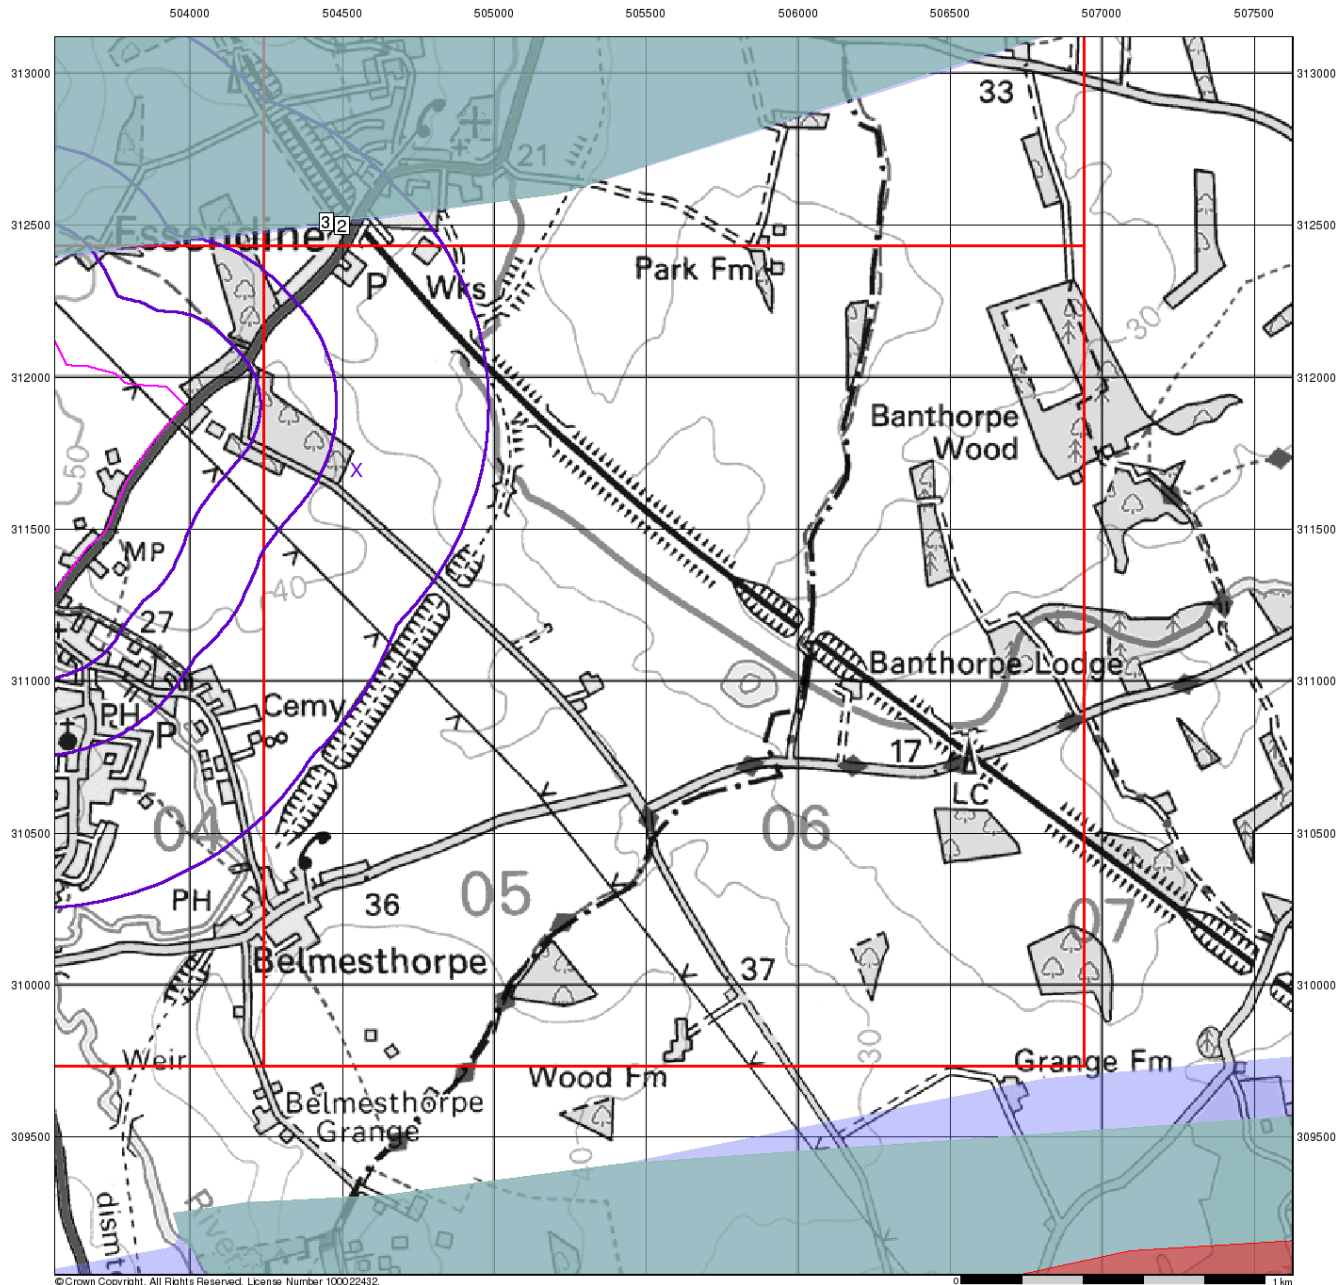 504000 504500 505000 505500 506000 506500 507000 507500
313000 313000
33
21
312500 312500
3 2
Essendine
Park Fm
P Wks
30
312000 312000
Banthorpe
Wood
50
X
311500 311500
MP
40
27
Banthorpe Lodge
311000 311000
PH P
Cemy
17
LC
04 06
310500 310500
PH 36 05
07
Belmesthorpe
37
310000 310000
30
Weir
Grange Fm
Wood Fm
Belmesthorpe
Grange
309500 309500
40
River
dismt
© Crown Copyright. All Rights Reserved. License Number 100022432.
0 1 km